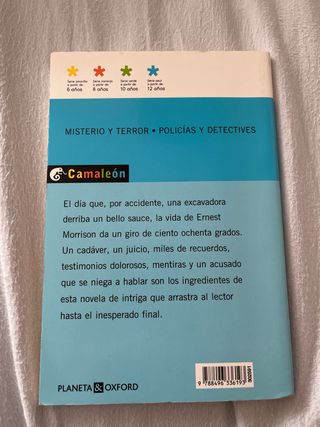 Serie amarilla Serie naranja Serie verde Serie azul
a partir de a partir de a partir de a partir de
6 años 8 años 10 años 12 años
MISTERIO Y TERROR • POLICÍAS Y DETECTIVES
Camaleón
El día que, por accidente, una excavadora
derriba un bello sauce, la vida de Ernest
Morrison da un giro de ciento ochenta grados.
Un cadáver, un juicio, miles de recuerdos,
testimonios dolorosos, mentiras y un acusado
que se niega a hablar son los ingredientes de
esta novela de intriga que arrastra al lector
hasta el inesperado final.
PLANETA & OXFORD
9 788496 336193